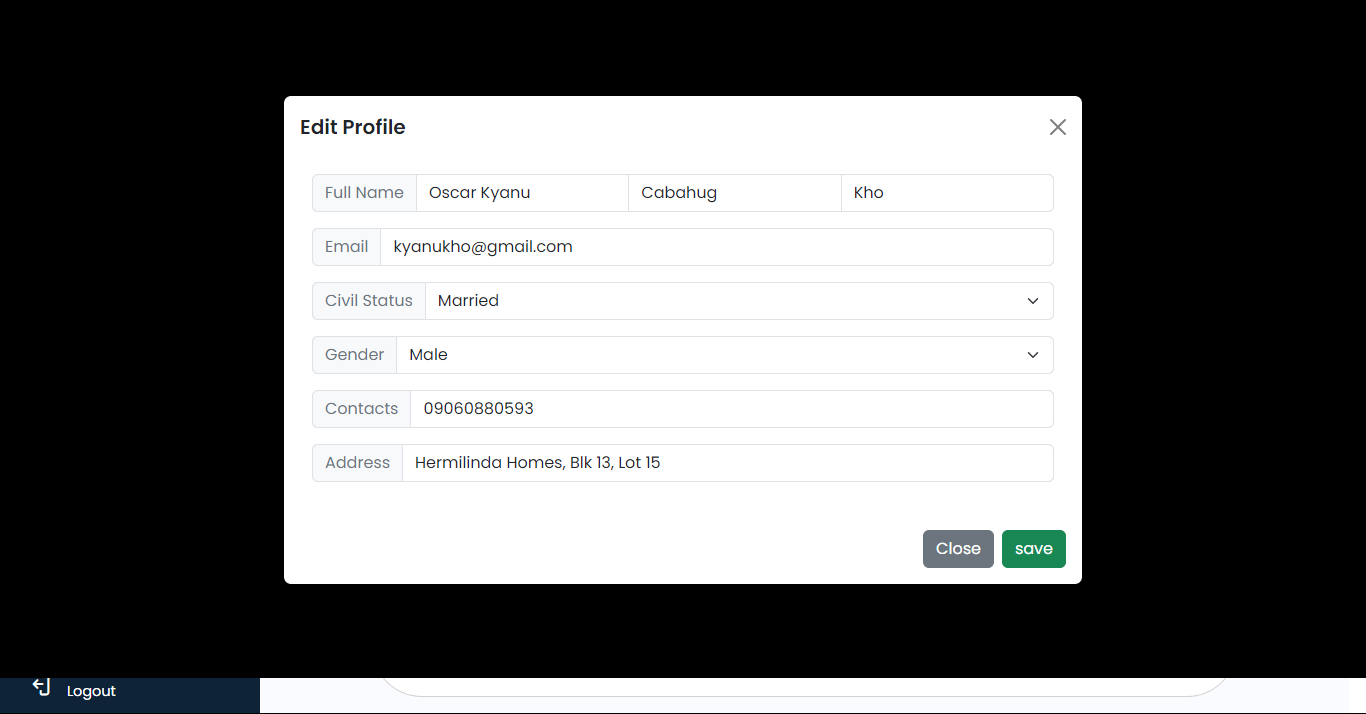 Edit Profile
Full Name Oscar Kyanu Cabahug Kho
Email kyanukho@gmail.com
Civil Status Married
Gender Male
Contacts 09060880593
Address Hermilinda Homes, Blk 13, Lot 15
Close save
Logout